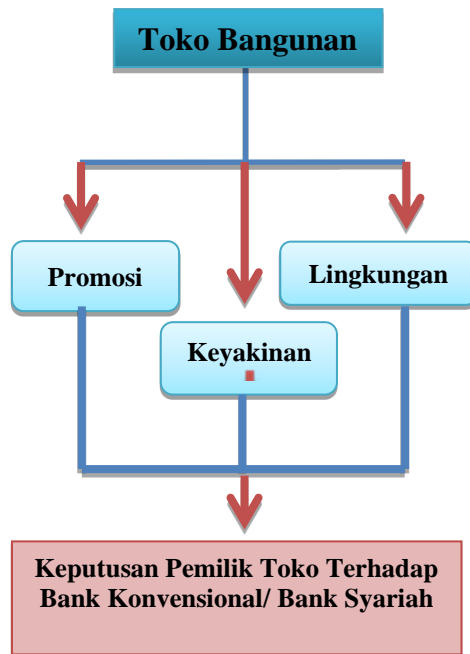 Toko Bangunan
Promosi
Lingkungan
Keyakinan
Keputusan Pemilik Toko Terhadap
Bank Konvensional/ Bank Syariah